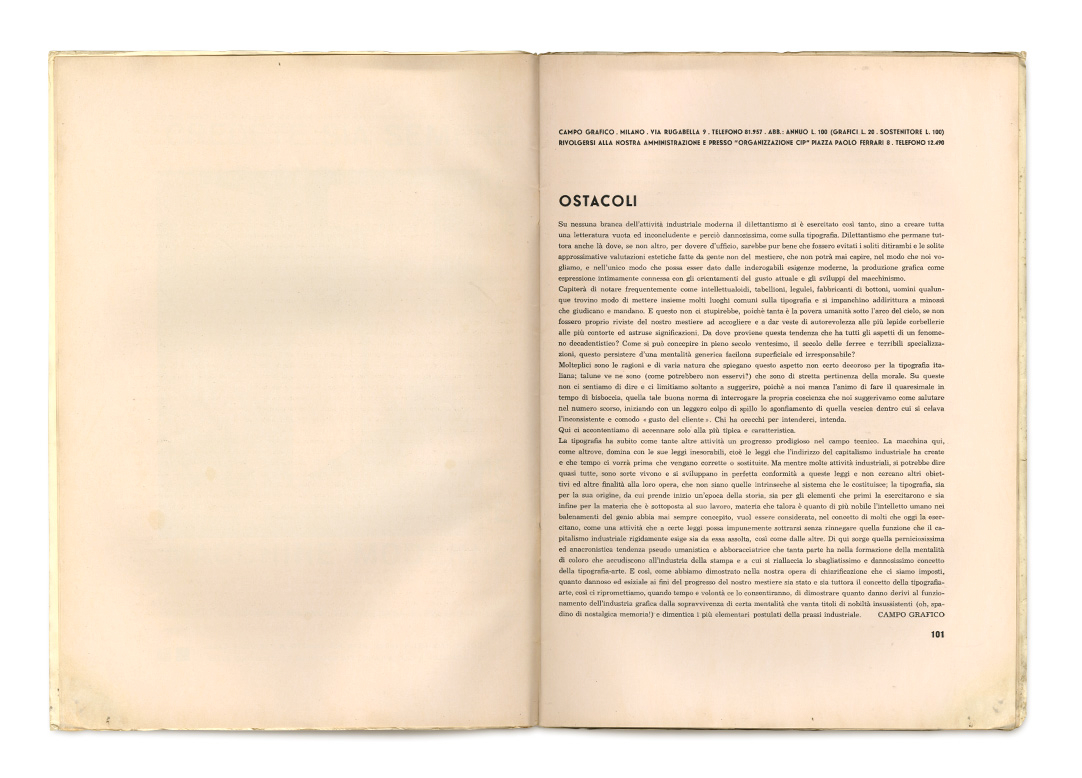 CAMPO GRAFICO . MILANO . VIA RUGABELLA 9 . TELEFONO 81.957 . ABB.: ANNUO L. 100 (GRAFICI L. 20 . SOSTENITORE L. 100)
RIVOLGERSI ALLA NOSTRA AMMINISTRAZIONE E PRESSO "ORGANIZZAZIONE CIP" PIAZZA PAOLO FERRARI 8 . TELEFONO 12.490
OSTACOLI
Su nessuna branca dell'attività industriale moderna il dilettantismo si è esercitato così tanto, sino a creare tutta
una letteratura vuota ed inconcludente e perciò dannosissima, come sulla tipografia. Dilettantismo che permane tut-
tora anche là dove, se non altro, per dovere d'ufficio, sarebbe pur bene che fossero evitati i soliti ditirambi e le solite
approssimative valutazioni estetiche fatte da gente non del mestiere, che non potrà mai capire, nel modo che noi vo-
gliamo, e nell'unico modo che possa esser dato dalle inderogabili esigenze moderne, la produzione grafica come
espressione intimamente connessa con gli orientamenti del gusto attuale e gli sviluppi del macchinismo.
Capiterà di notare frequentemente come intellettualoidi, tabellioni, legulei, fabbricanti di bottoni, uomini qualun-
que trovino modo di mettere insieme molti luoghi comuni sulla tipografia e si impanchino addirittura a minossi
che giudicano e mandano. E questo non ci stupirebbe, poichè tanta è la povera umanità sotto l'arco del cielo, se non
fossero proprio riviste del nostro mestiere ad accogliere e a dar veste di autorevolezza alle più lepide corbellerie
alle più contorte ed astruse significazioni. Da dove proviene questa tendenza che ha tutti gli aspetti di un fenome-
no decadentistico? Come si può concepire in pieno secolo ventesimo, il secolo delle ferree e terribili specializza-
zioni, questo persistere d'una mentalità generica facilona superficiale ed irresponsabile?
Molteplici sono le ragioni e di varia natura che spiegano questo aspetto non certo decoroso per la tipografia ita-
liana; talune ve ne sono (come potrebbero non esservi?) che sono di stretta pertinenza della morale. Su queste
non ci sentiamo di dire e ci limitiamo soltanto a suggerire, poichè a noi manca l'animo di fare il quaresimale in
tempo di bisboccia, quella tale buona norma di interrogare la propria coscienza che noi suggerivamo come salutare
nel numero scorso, iniziando con un leggero colpo di spillo lo sgonfiamento di quella vescica dentro cui si celava
l'inconsistente e comodo « gusto del cliente ». Chi ha orecchi per intenderci, intenda.
Qui ci accontentiamo di accennare solo alla più tipica e caratteristica.
La tipografia ha subito come tante altre attività un progresso prodigioso nel campo tecnico. La macchina qui,
come altrove, domina con le sue leggi inesorabili, cioè le leggi che l'indirizzo del capitalismo industriale ha create
e che tempo ci vorrà prima che vengano corrette o sostituite. Ma mentre molte attività industriali, si potrebbe dire
quasi tutte, sono sorte vivono e si sviluppano in perfetta conformità a queste leggi e non cercano altri obiet-
tivi ed altre finalità alla loro opera, che non siano quelle intrinseche al sistema che le costituisce; la tipografia, sia
per la sua origine, da cui prende inizio un'epoca della storia, sia per gli elementi che primi la esercitarono e sia
infine per la materia che è sottoposta al suo lavoro, materia che talora è quanto di più nobile l'intelletto umano nei
balenamenti del genio abbia mai sempre concepito, vuol essere considerata, nel concetto di molti che oggi la eser-
citano, come una attività che a certe leggi possa impunemente sottrarsi senza rinnegare quella funzione che il ca-
pitalismo industriale rigidamente esige sia da essa assolta, così come dalle altre. Di qui sorge quella perniciosissima
ed anacronistica tendenza pseudo umanistica e abboracciatrice che tanta parte ha nella formazione della mentalità
di coloro che accudiscono all'industria della stampa e a cui si riallaccia lo sbagliatissimo e dannosissimo concetto
della tipografia-arte. E così, come abbiamo dimostrato nella nostra opera di chiarificazione che ci siamo imposti,
quanto dannoso ed esiziale ai fini del progresso del nostro mestiere sia stato e sia tuttora il concetto della tipografia-
arte, così ci ripromettiamo, quando tempo e volontà ce lo consentiranno, di dimostrare quanto danno derivi al funzio-
namento dell'industria grafica dalla sopravvivenza di certa mentalità che vanta titoli di nobiltà insussistenti (oh, spa-
dino di nostalgica memoria!) e dimentica i più elementari postulati della prassi industriale. CAMPO GRAFICO
101